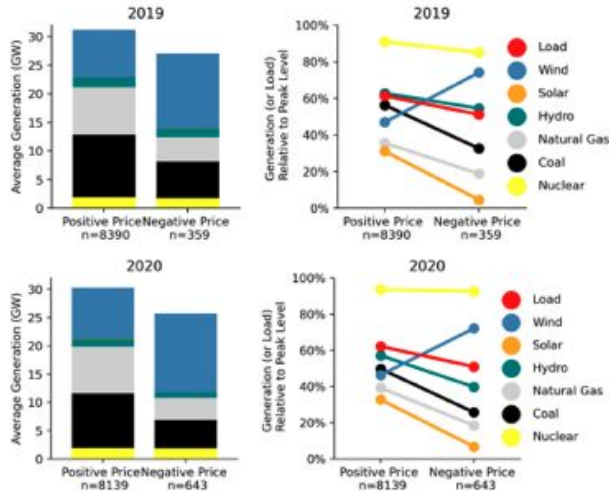 2019
Average Generation (GW)
30
25
20
15
10
5
0
Positive Price
n=8390
Negative Price
n=359
2019
Generation (or Load)
Relative to Peak Level
100%
80%
60%
40%
20%
0%
Positive Price
n=8390
Negative Price
n=359
Load
Wind
Solar
Hydro
Natural Gas
Coal
Nuclear
2020
Average Generation (GW)
30
25
20
15
10
5
0
Positive Price
n=8139
Negative Price
n=643
2020
Generation (or Load)
Relative to Peak Level
100%
80%
60%
40%
20%
0%
Positive Price
n=8139
Negative Price
n=643
Load
Wind
Solar
Hydro
Natural Gas
Coal
Nuclear